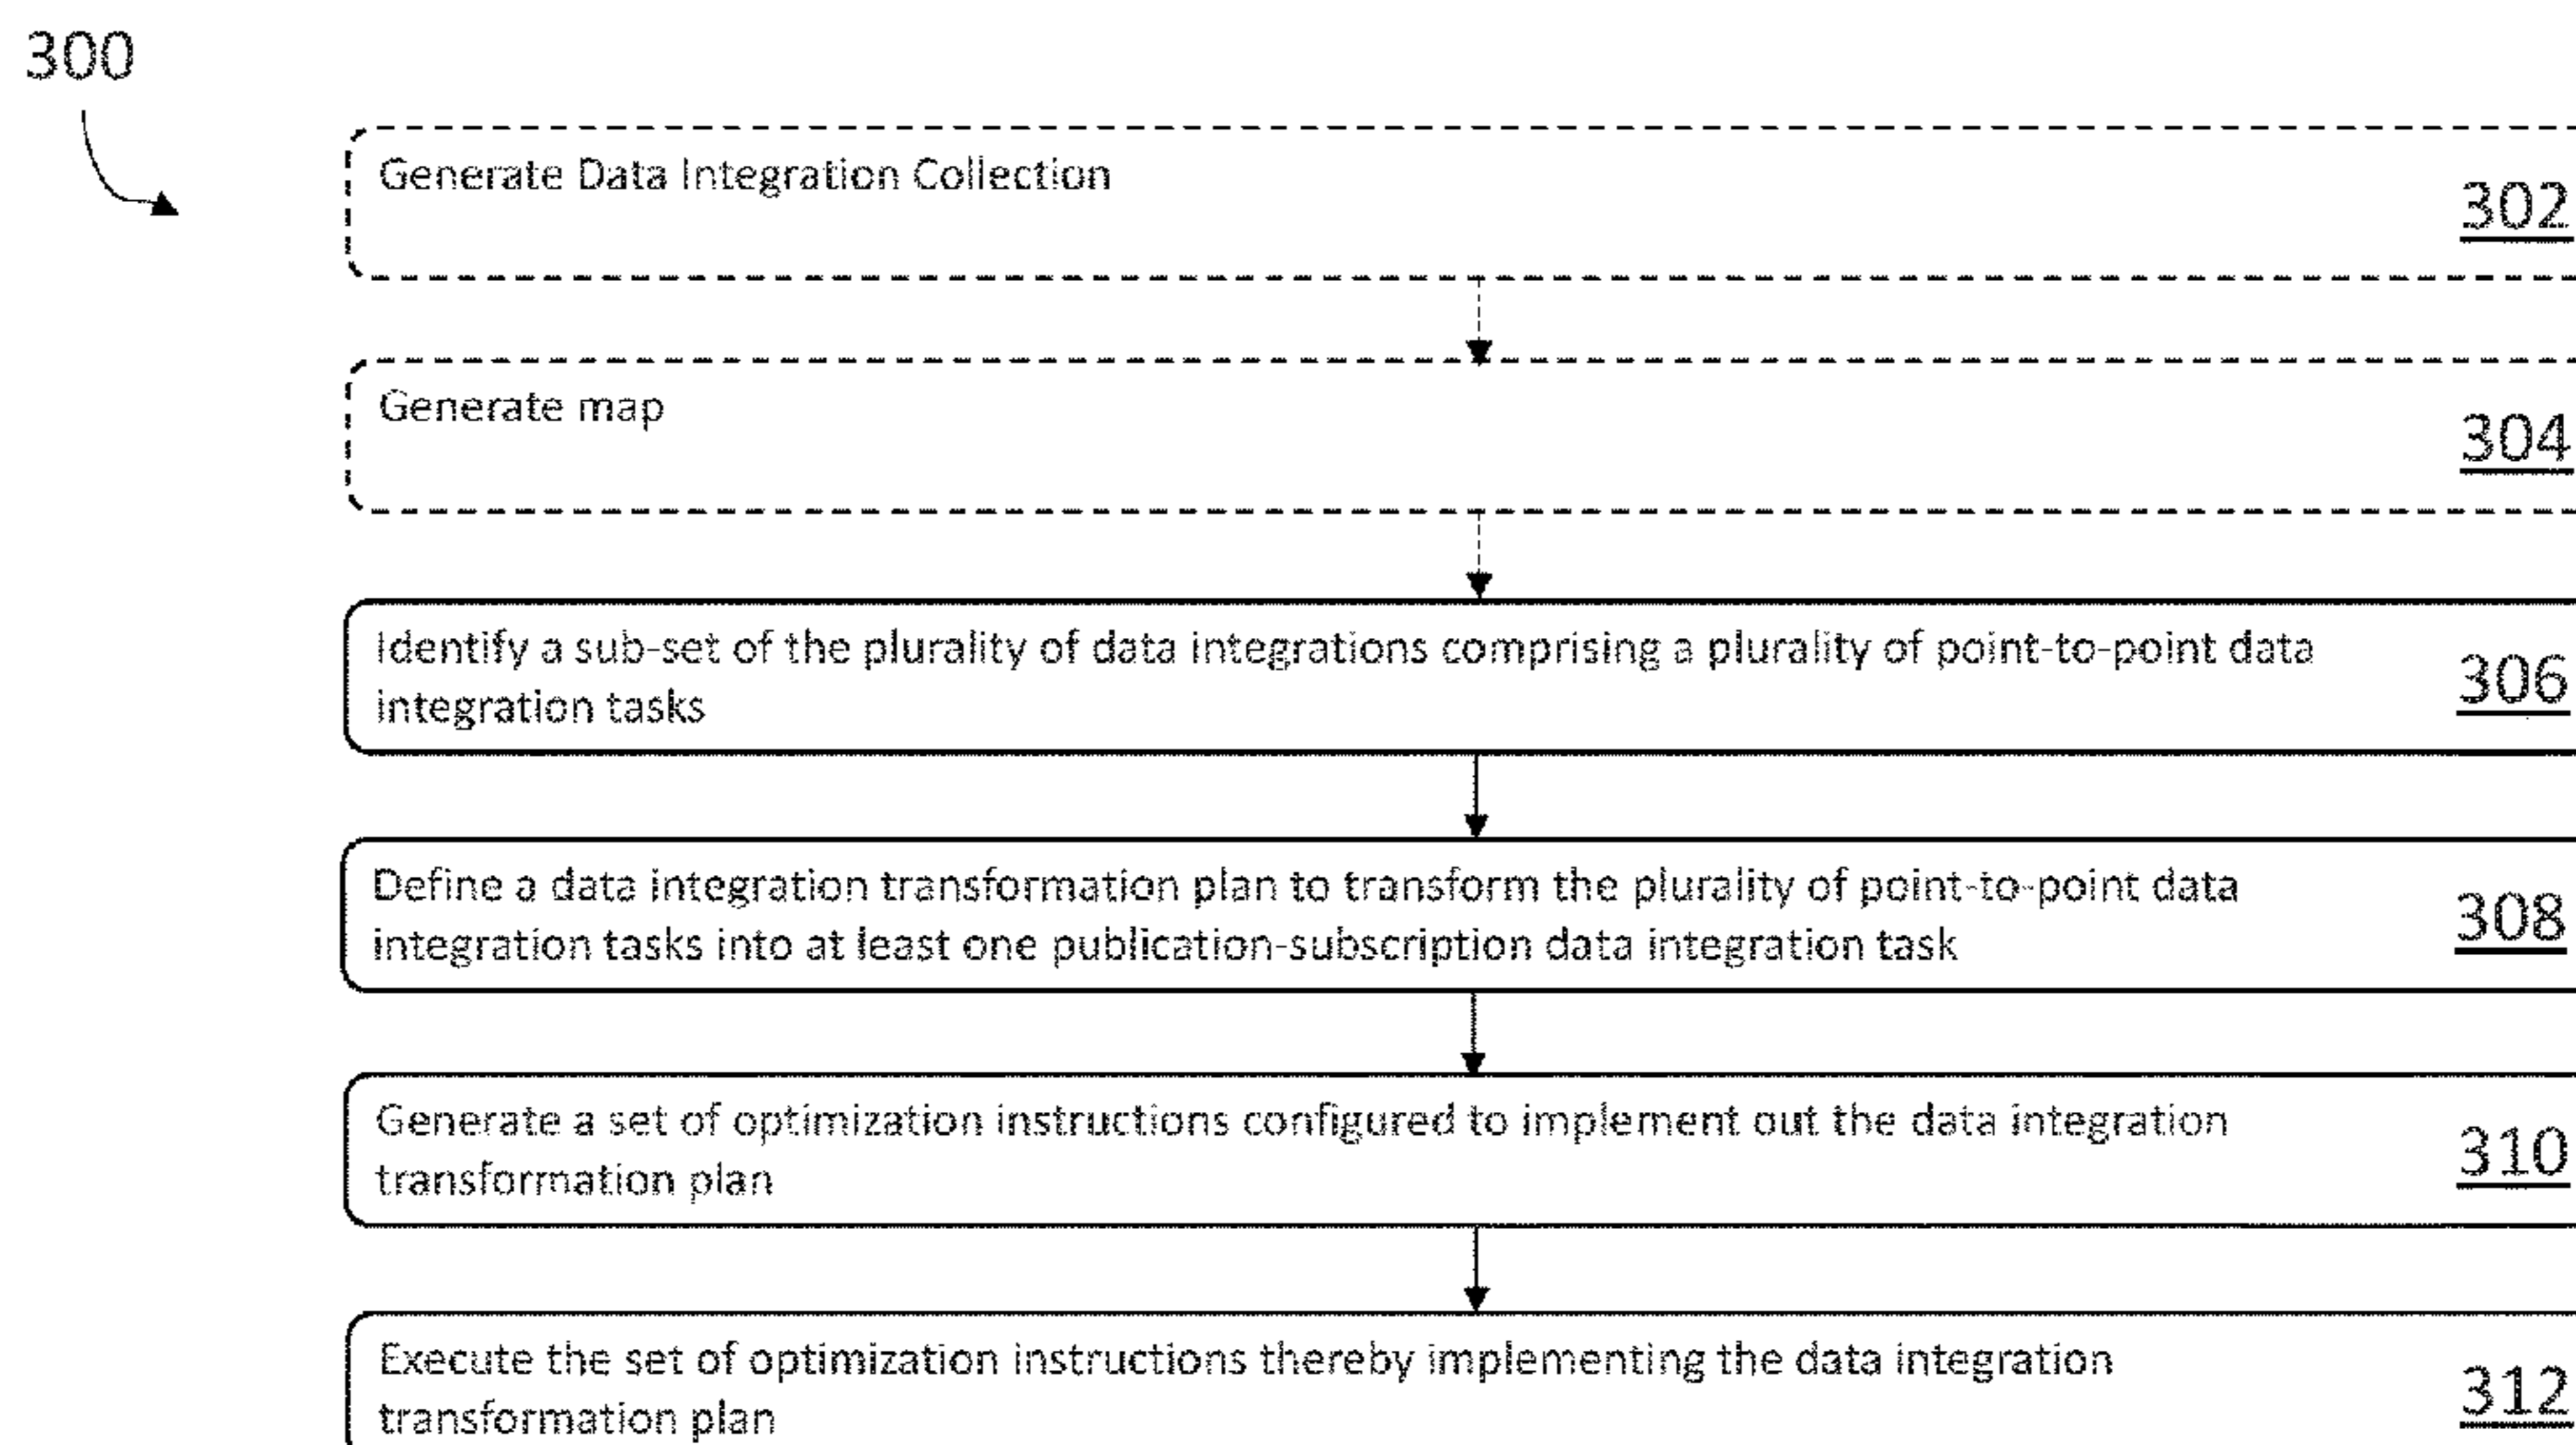 300
Generate Data Integration Collection
302
Generate map
304
Identify a sub-set of the plurality of data integrations comprising a plurality of point-to-point data
integration tasks
306
Define a data integration transformation plan to transform the plurality of point-to-point data
integration tasks into at least one publication-subscription data integration task
308
Generate a set of optimization instructions configured to implement out the data integration
transformation plan
310
Execute the set of optimization instructions thereby implementing the data integration
transformation plan
312